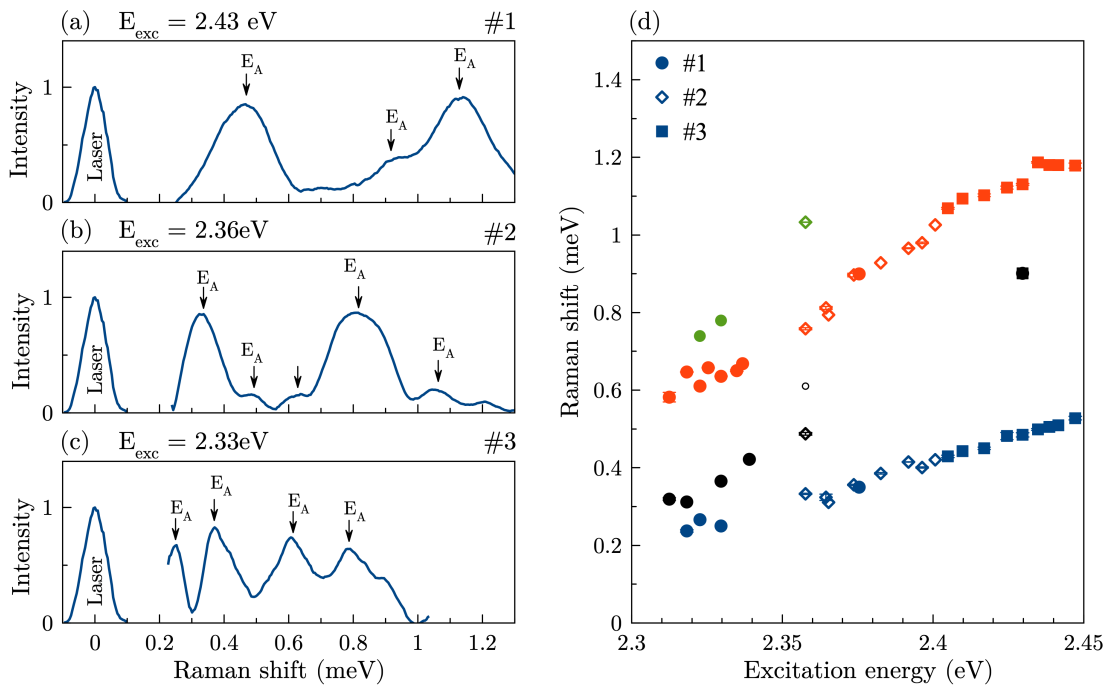 (a) E_exc = 2.43 eV #1
Intensity
1
0
Laser
E_A
E_A
E_A
(b) E_exc = 2.36eV #2
Intensity
1
0
Laser
E_A
E_A
E_A
E_A
(c) E_exc = 2.33eV #3
Intensity
1
0
Laser
E_A
E_A
E_A
E_A
0 0.2 0.4 0.6 0.8 1 1.2
Raman shift (meV)
(d)
#1
#2
#3
Raman shift (meV)
1.4
1.2
1
0.8
0.6
0.4
0.2
0
2.3 2.35 2.4 2.45
Excitation energy (eV)